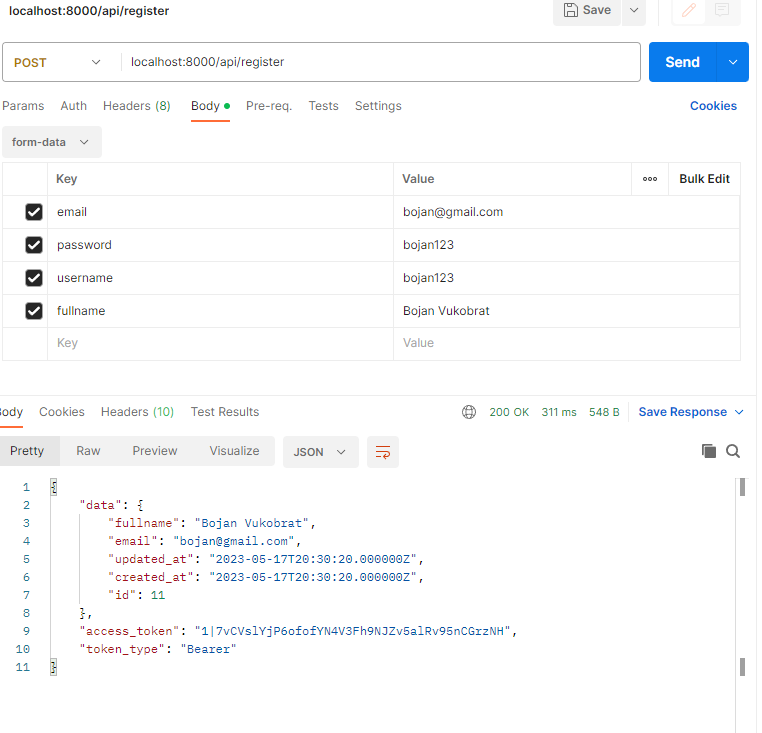 localhost:8000/api/register
Save
POST localhost:8000/api/register Send
Params Auth Headers (8) Body Pre-req. Tests Settings Cookies
form-data
Key Value Bulk Edit
email bojan@gmail.com
password bojan123
username bojan123
fullname Bojan Vukobrat
Key Value
Body Cookies Headers (10) Test Results 200 OK 311 ms 548 B Save Response
Pretty Raw Preview Visualize JSON
1 {
2 "data": {
3 "fullname": "Bojan Vukobrat",
4 "email": "bojan@gmail.com",
5 "updated_at": "2023-05-17T20:30:20.000000Z",
6 "created_at": "2023-05-17T20:30:20.000000Z",
7 "id": 11
8 },
9 "access_token": "1|7vCVslYjP6ofofYN4V3Fh9NJZv5alRv95nCGrzNH",
10 "token_type": "Bearer"
11 }